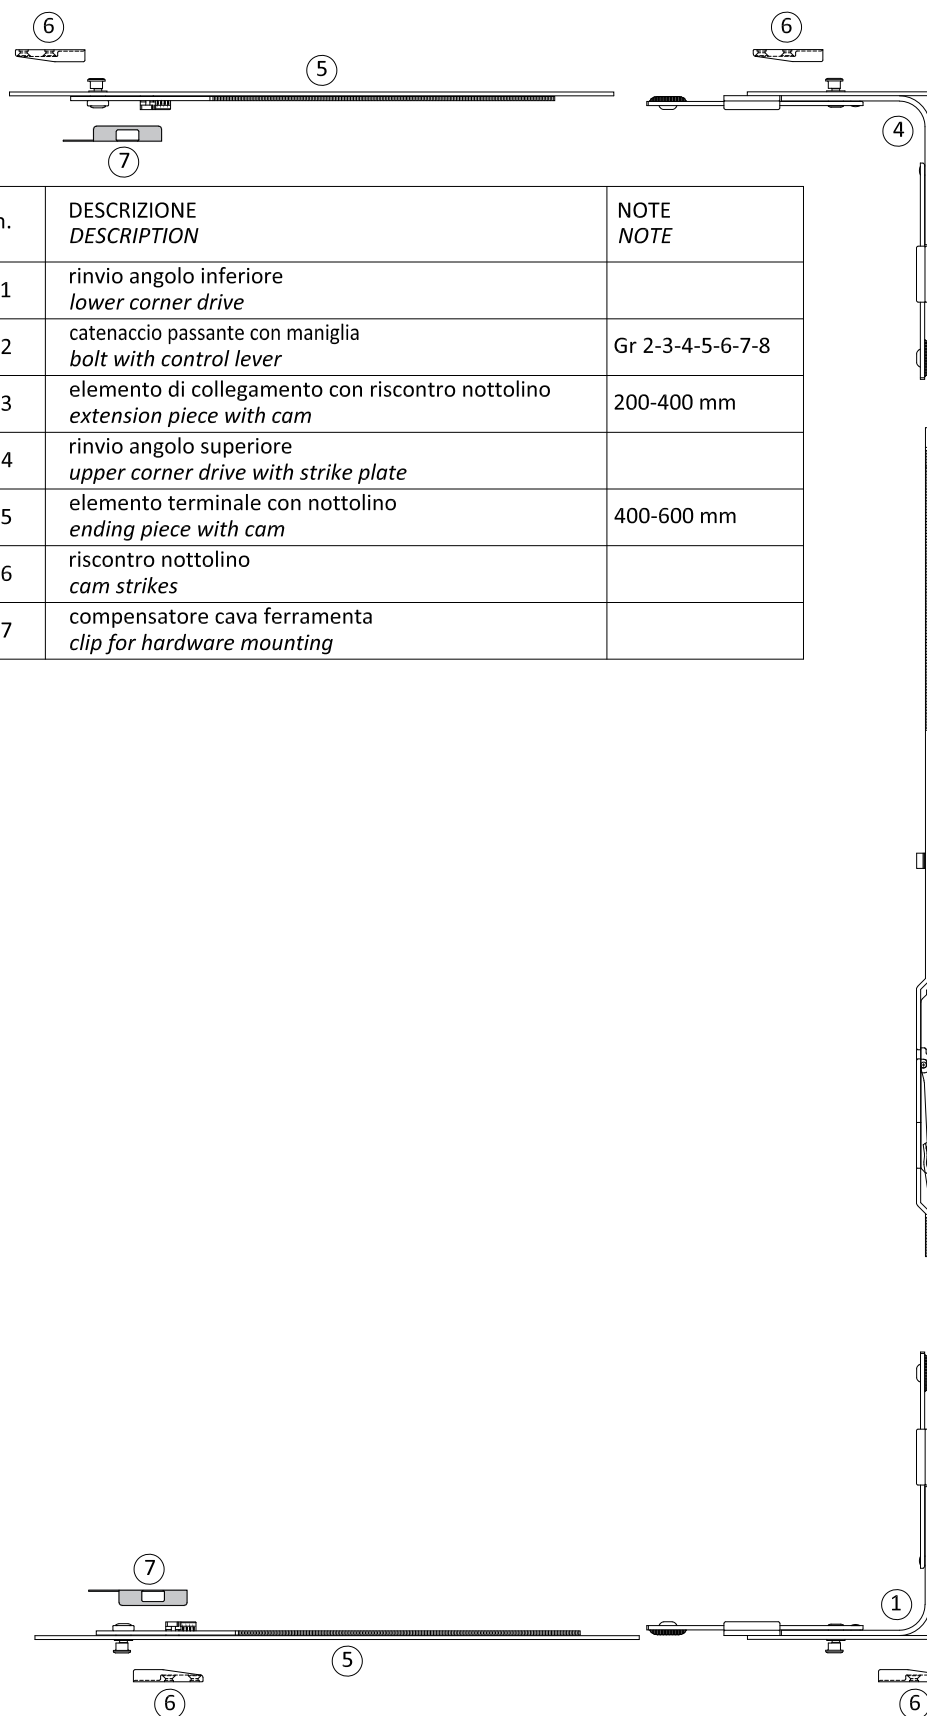 6
6
5
4
7
n.
DESCRIZIONE
DESCRIPTION
NOTE
NOTE
1
rinvio angolo inferiore
lower corner drive
2
catenaccio passante con maniglia
bolt with control lever
Gr 2-3-4-5-6-7-8
3
elemento di collegamento con riscontro nottolino
extension piece with cam
200-400 mm
4
rinvio angolo superiore
upper corner drive with strike plate
5
elemento terminale con nottolino
ending piece with cam
400-600 mm
6
riscontro nottolino
cam strikes
7
compensatore cava ferramenta
clip for hardware mounting
7
1
5
6
6